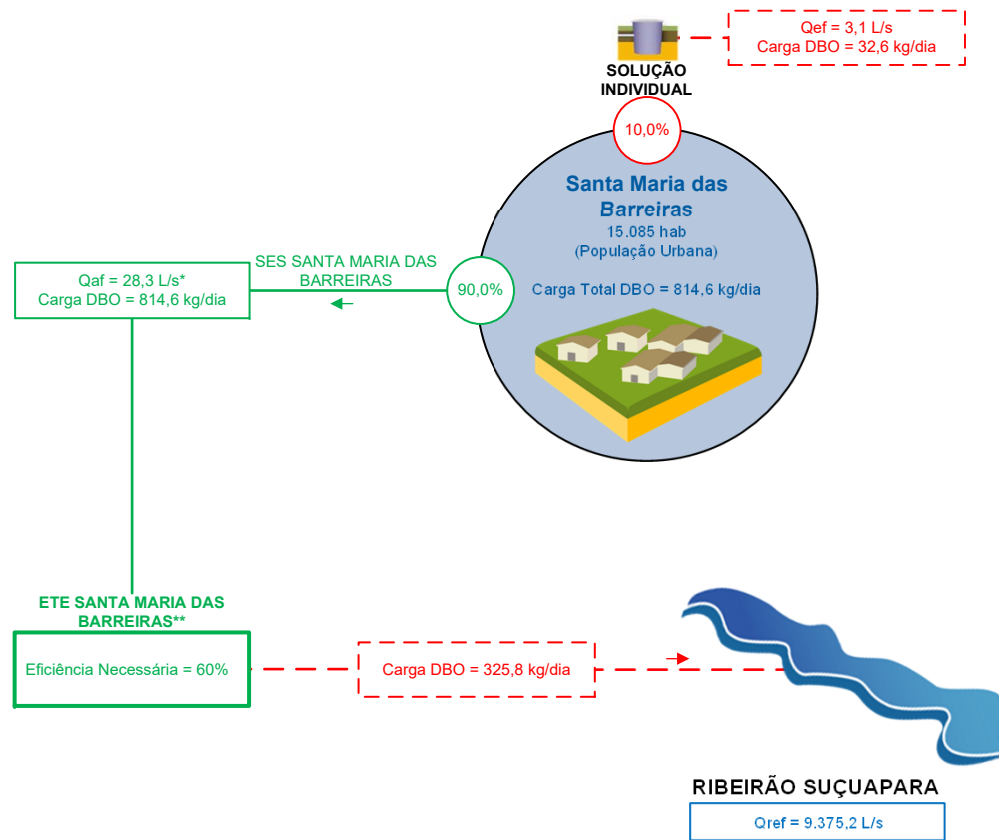 Qef = 3,1 L/s
Carga DBO = 32,6 kg/dia
SOLUÇÃO
INDIVIDUAL
10,0%
Santa Maria das
Barreiras
15.085 hab
(População Urbana)
Carga Total DBO = 814,6 kg/dia
90,0%
SES SANTA MARIA DAS
BARREIRAS
Qaf = 28,3 L/s*
Carga DBO = 814,6 kg/dia
ETE SANTA MARIA DAS
BARREIRAS**
Eficiência Necessária = 60%
Carga DBO = 325,8 kg/dia
RIBEIRÃO SUÇUAPARA
Qref = 9.375,2 L/s